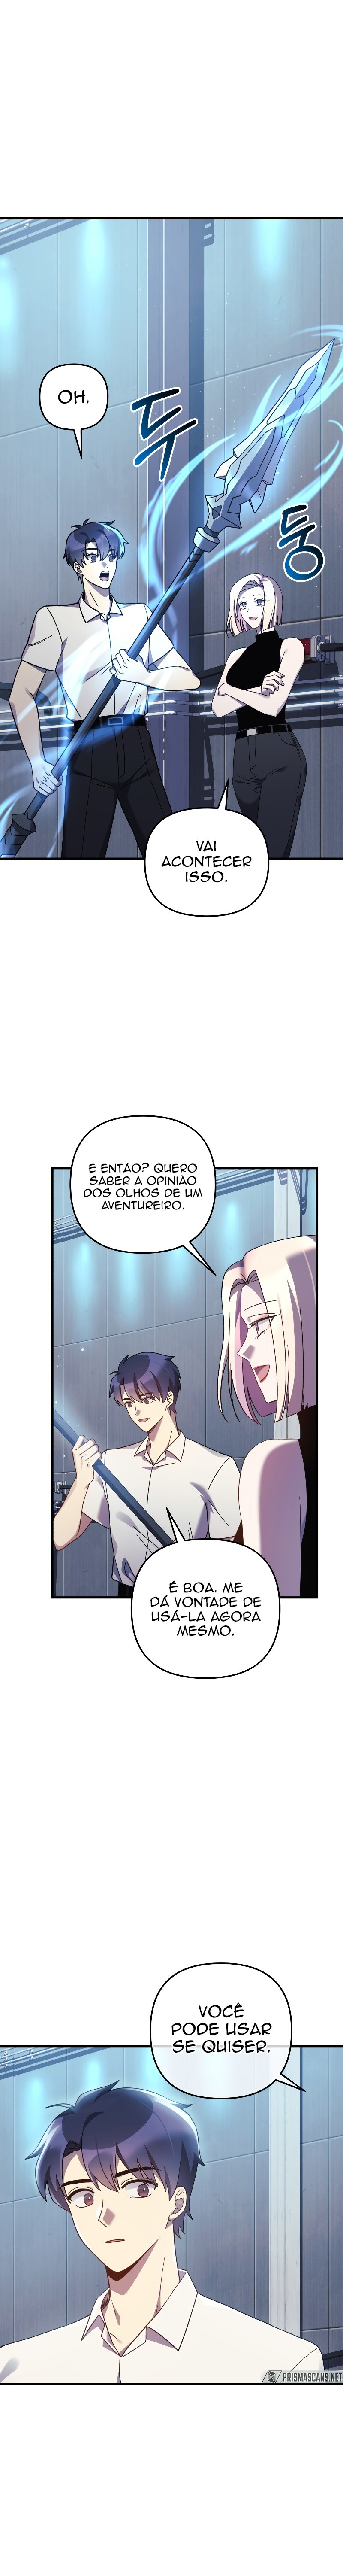 OH.
두
둥
VAI
ACONTECER
ISSO.
E ENTÃO? QUERO
SABER A OPINIÃO
DOS OLHOS DE UM
AVENTUREIRO.
É BOA. ME
DÁ VONTADE DE
USÁ-LA AGORA
MESMO.
VOCÊ
PODE USAR
SE QUISER.
PRISMASCANS.NET